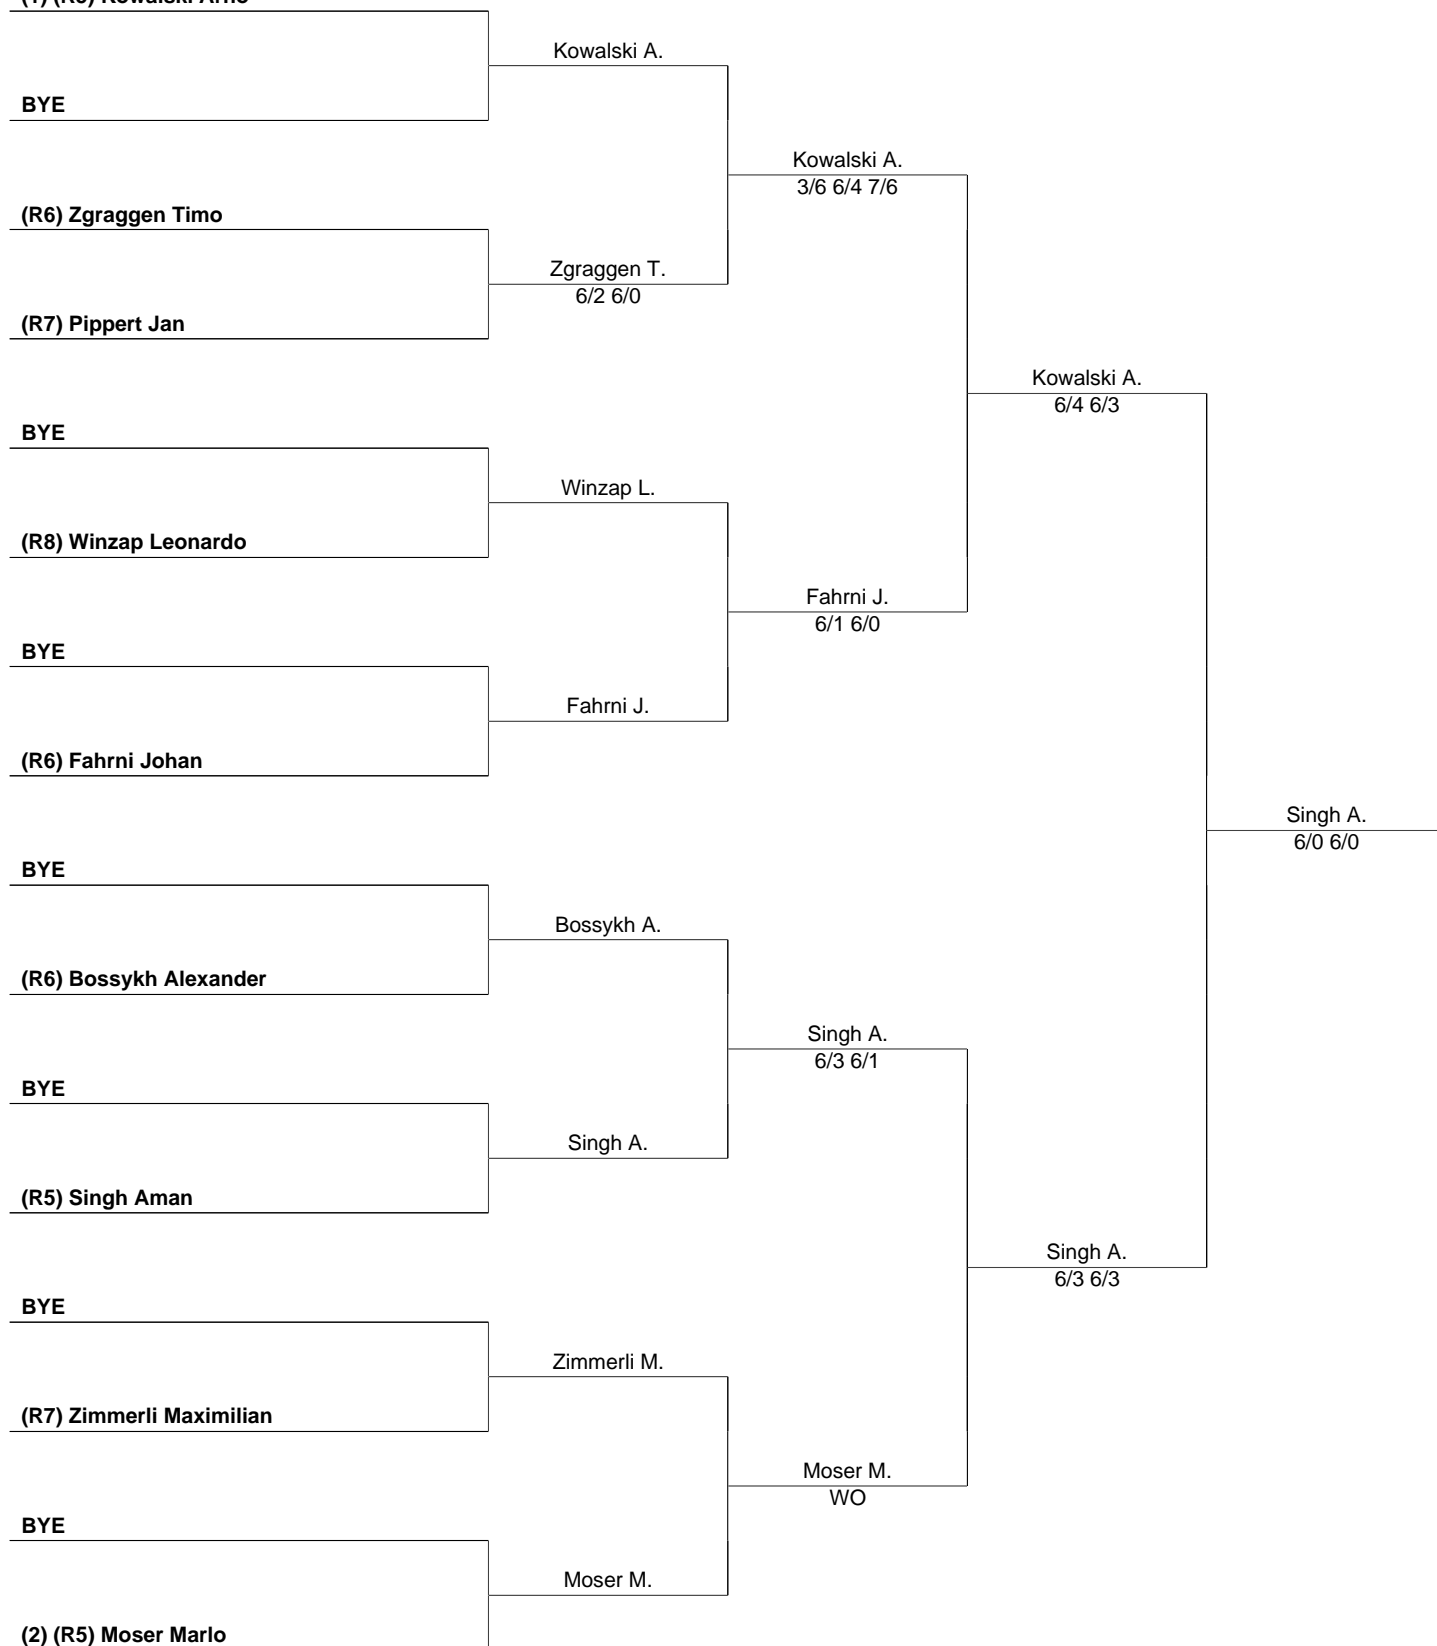 Kowalski A.
BYE
Kowalski A.
3/6 6/4 7/6
(R6) Zgraggen Timo
Zgraggen T.
6/2 6/0
(R7) Pippert Jan
Kowalski A.
6/4 6/3
BYE
Winzap L.
(R8) Winzap Leonardo
Fahrni J.
6/1 6/0
BYE
Fahrni J.
(R6) Fahrni Johan
Singh A.
6/0 6/0
BYE
Bossykh A.
(R6) Bossykh Alexander
Singh A.
6/3 6/1
BYE
Singh A.
(R5) Singh Aman
Singh A.
6/3 6/3
BYE
Zimmerli M.
(R7) Zimmerli Maximilian
Moser M.
WO
BYE
Moser M.
(2) (R5) Moser Marlo